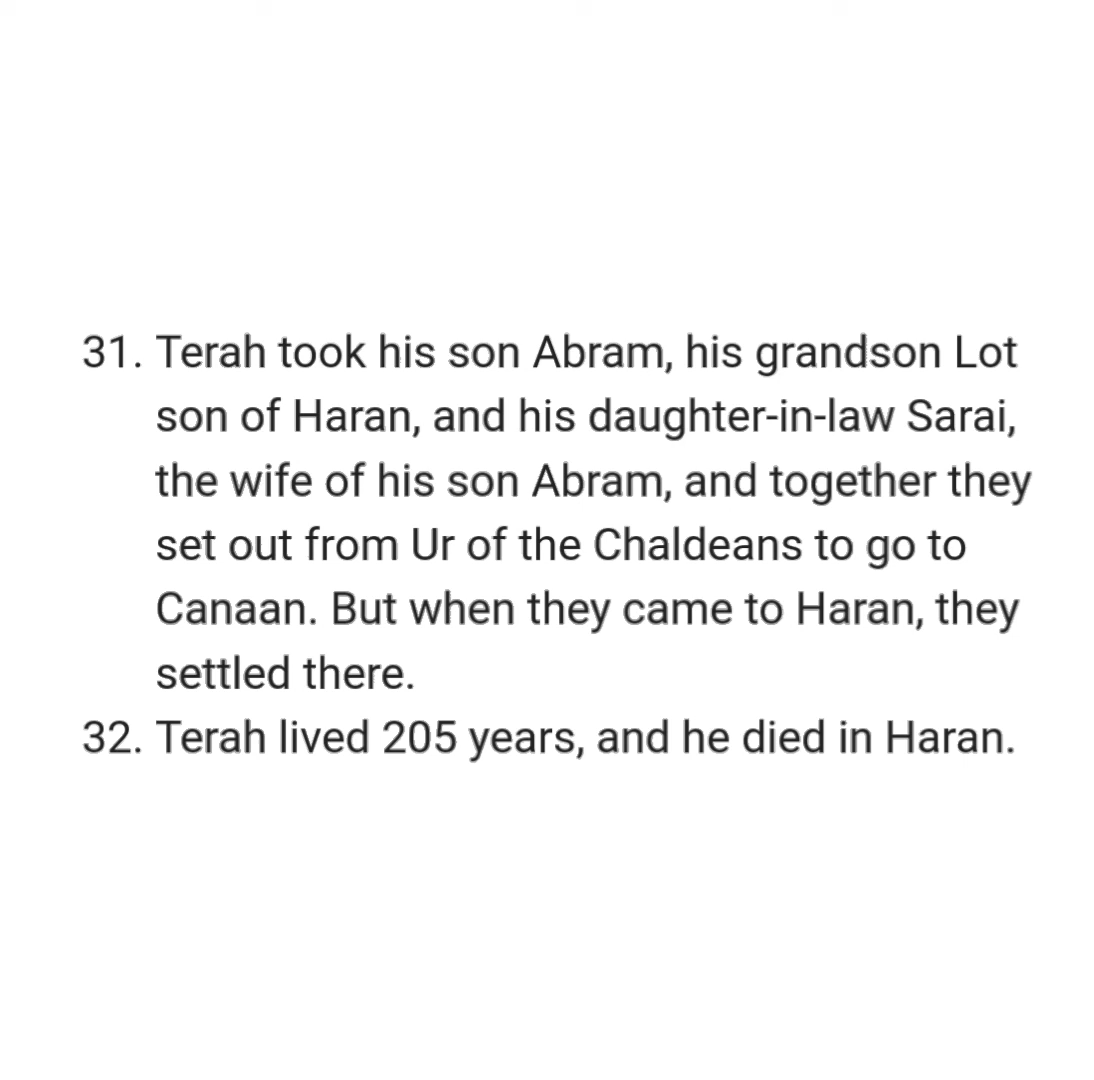 31. Terah took his son Abram, his grandson Lot
son of Haran, and his daughter-in-law Sarai,
the wife of his son Abram, and together they
set out from Ur of the Chaldeans to go to
Canaan. But when they came to Haran, they
settled there.
32. Terah lived 205 years, and he died in Haran.